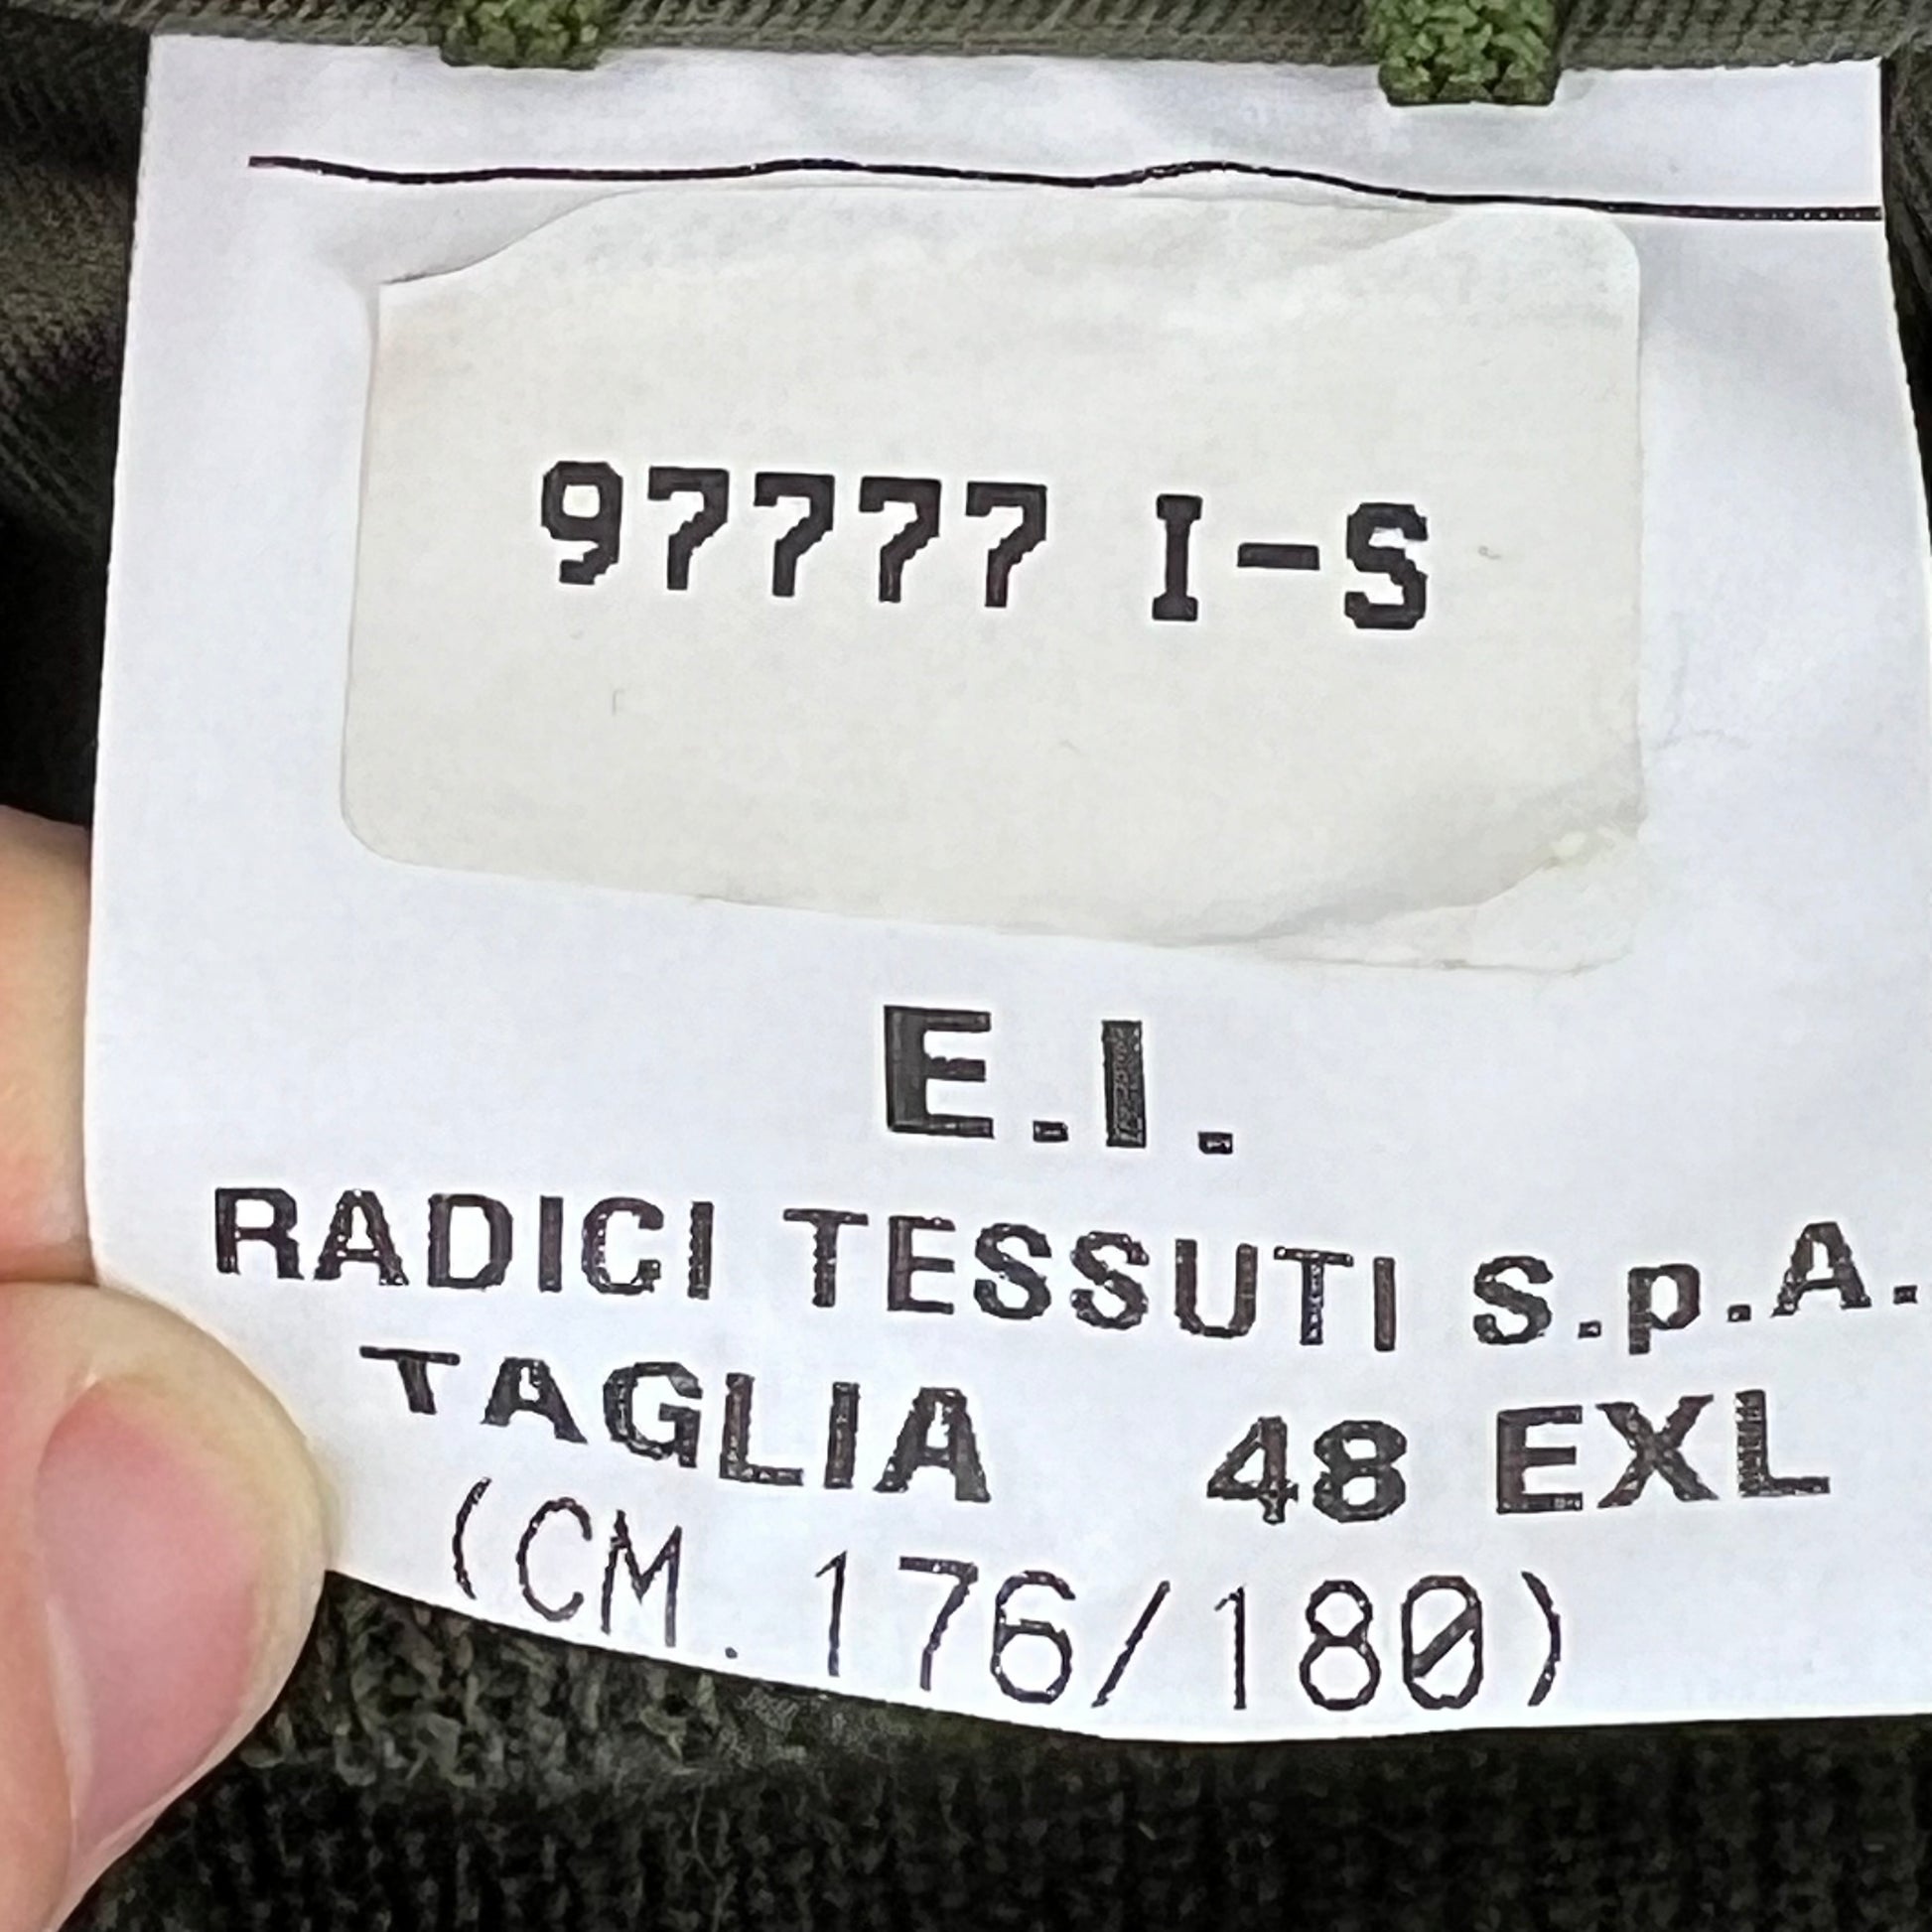 97777 I-S
E.I.
RADICI TESSUTI S.p.A.
TAGLIA 48 EXL
(CM. 176/180)